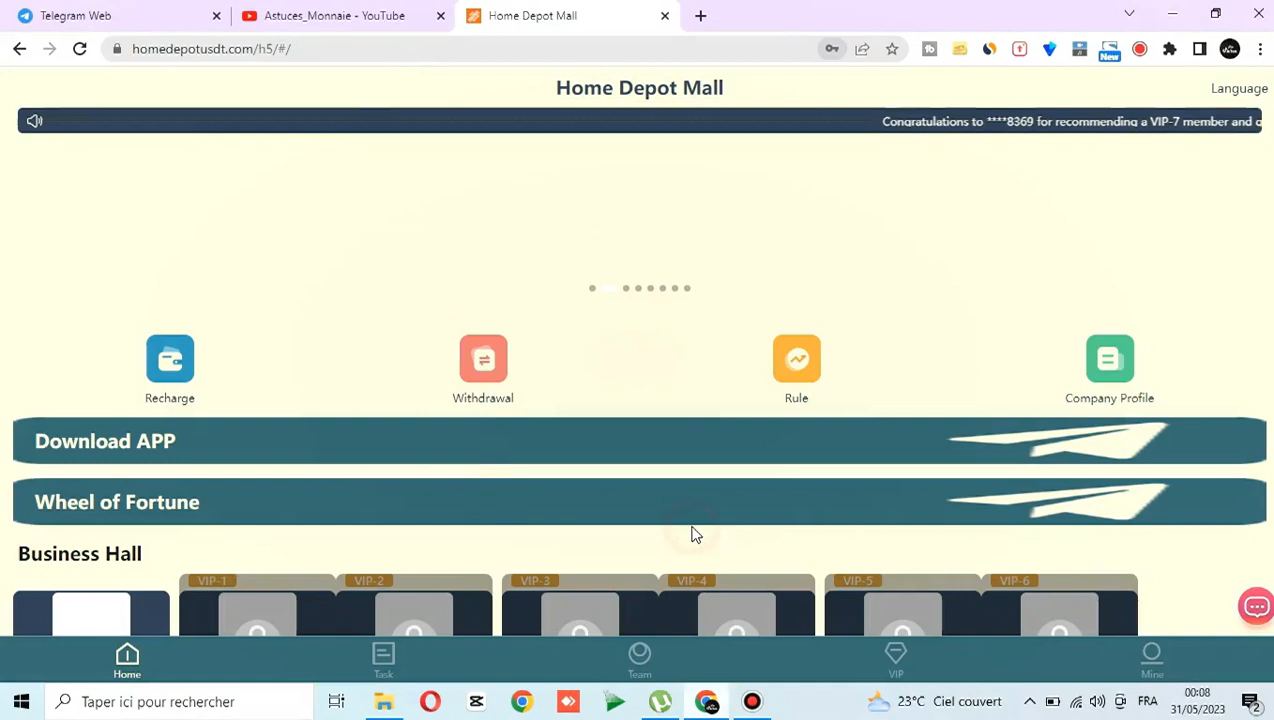 Telegram Web
Astuces_Monnaie - YouTube
Home Depot Mall
homedepotusdt.com/h5/#/
New
Home Depot Mall
Language
Congratulations to ****8369 for recommending a VIP-7 member and
Recharge
Withdrawal
Rule
Company Profile
Download APP
Wheel of Fortune
Business Hall
VIP-1
VIP-2
VIP-3
VIP-4
VIP-5
VIP-6
Home
Task
Team
VIP
Mine
Taper ici pour rechercher
23°C Ciel couvert
FRA
00:08
31/05/2023
2